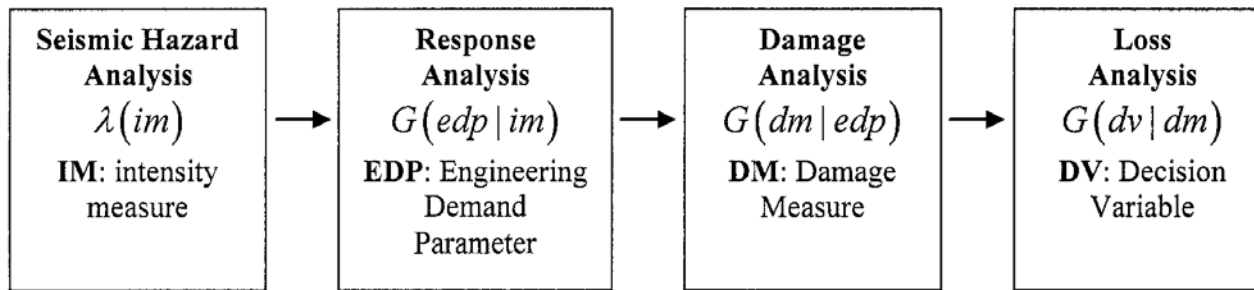 Seismic Hazard
Analysis
λ(im)
IM: intensity
measure
Response
Analysis
G(edp | im)
EDP: Engineering
Demand
Parameter
Damage
Analysis
G(dm | edp)
DM: Damage
Measure
Loss
Analysis
G(dv | dm)
DV: Decision
Variable